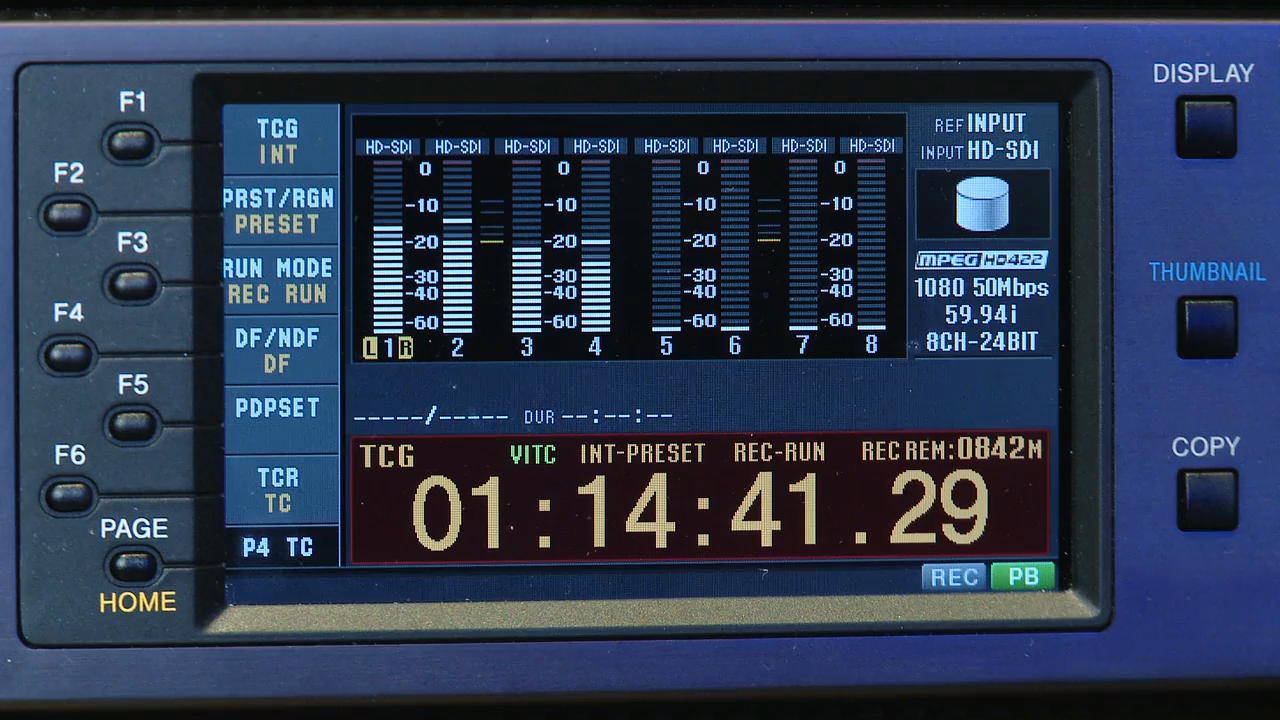 F1
F2
F3
F4
F5
F6
PAGE
HOME
TCG
INT
PRST/RGN
PRESET
RUN MODE
REC RUN
DF/NDF
DF
PDPSET
TCR
TC
P4 TC
HD-SDI HD-SDI HD-SDI HD-SDI HD-SDI HD-SDI HD-SDI HD-SDI
0 0 0 0
-10 -10 -10 -10
-20 -20 -20 -20
-30 -30 -30 -30
-40 -40 -40 -40
-60 -60 -60 -60
L 1 R 2 3 4 5 6 7 8
REF INPUT
INPUT HD-SDI
MPEG HD422
1080 50Mbps
59.94i
8CH-24BIT
-----/----- DUR --:--:--
TCG VITC INT-PRESET REC-RUN REC REM:0842M
01:14:41.29
REC PB
DISPLAY
THUMBNAIL
COPY